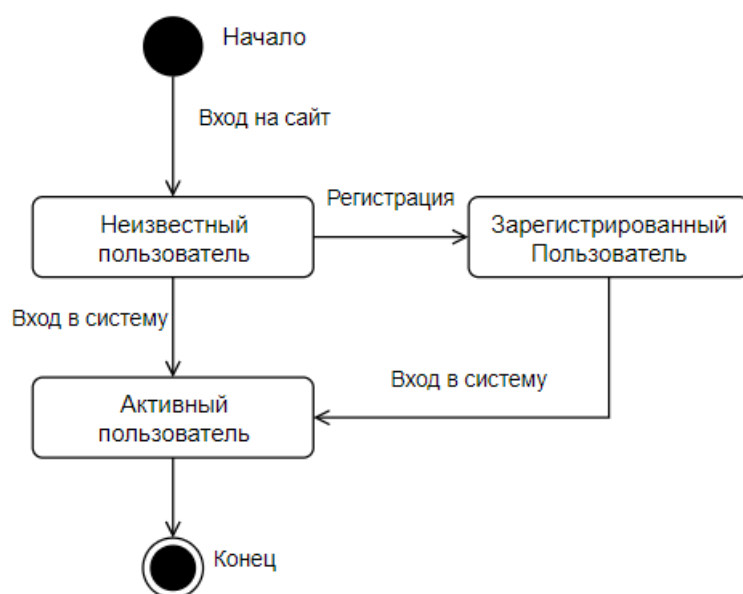 Начало
Вход на сайт
Регистрация
Неизвестный
пользователь
Зарегистрированный
Пользователь
Вход в систему
Вход в систему
Активный
пользователь
Конец